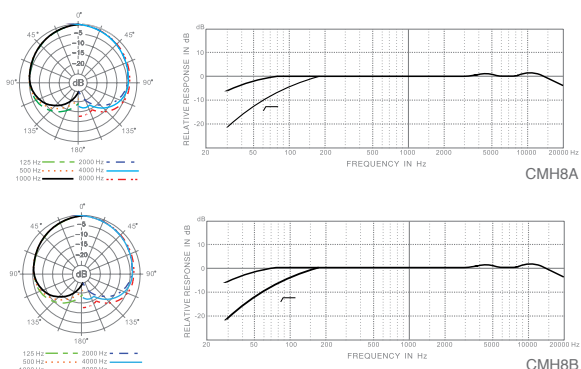 0°
45° 45°
-5
-10
-15
-20
90° dB 90°
135° 135°
180°
125 Hz 2000 Hz
500 Hz 4000 Hz
1000 Hz 8000 Hz
dB
10
0
-10
-20
RELATIVE RESPONSE IN dB
20 50 100 200 500 1000 2000 5000 10000 20000 Hz
FREQUENCY IN Hz
CMH8A
0°
45° 45°
-5
-10
-15
-20
90° dB 90°
135° 135°
180°
125 Hz 2000 Hz
500 Hz 4000 Hz
dB
10
0
-10
-20
RELATIVE RESPONSE IN dB
20 50 100 200 500 1000 2000 5000 10000 20000 Hz
FREQUENCY IN Hz
CMH8B